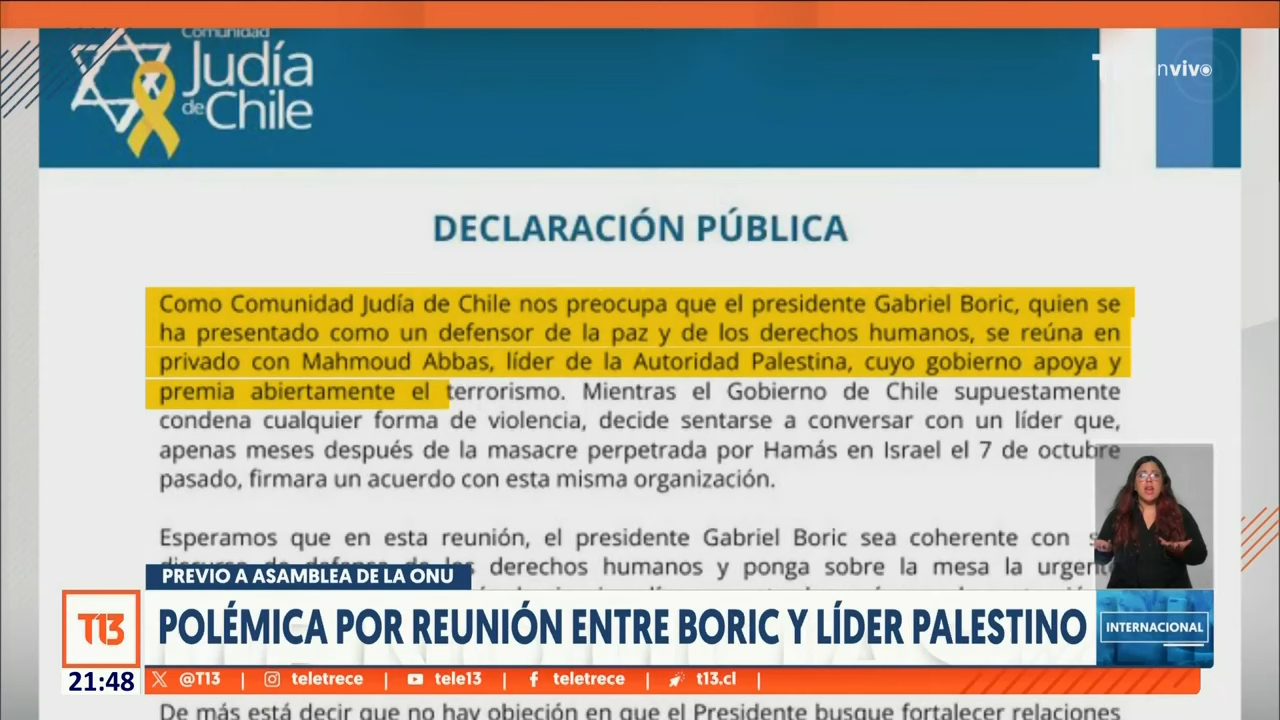 Comunidad
Judía
de Chile
envivo
DECLARACIÓN PÚBLICA
Como Comunidad Judía de Chile nos preocupa que el presidente Gabriel Boric, quien se
ha presentado como un defensor de la paz y de los derechos humanos, se reúna en
privado con Mahmoud Abbas, líder de la Autoridad Palestina, cuyo gobierno apoya y
premia abiertamente el terrorismo. Mientras el Gobierno de Chile supuestamente
condena cualquier forma de violencia, decide sentarse a conversar con un líder que,
apenas meses después de la masacre perpetrada por Hamás en Israel el 7 de octubre
pasado, firmara un acuerdo con esta misma organización.
Esperamos que en esta reunión, el presidente Gabriel Boric sea coherente con
derechos humanos y ponga sobre la mesa la urgente
PREVIO A ASAMBLEA DE LA ONU
T13
POLÉMICA POR REUNIÓN ENTRE BORIC Y LÍDER PALESTINO
INTERNACIONAL
21:48
@T13 | teletrece | tele13 | teletrece | t13.cl |
De más está decir que no hay objeción en que el Presidente busque fortalecer relaciones